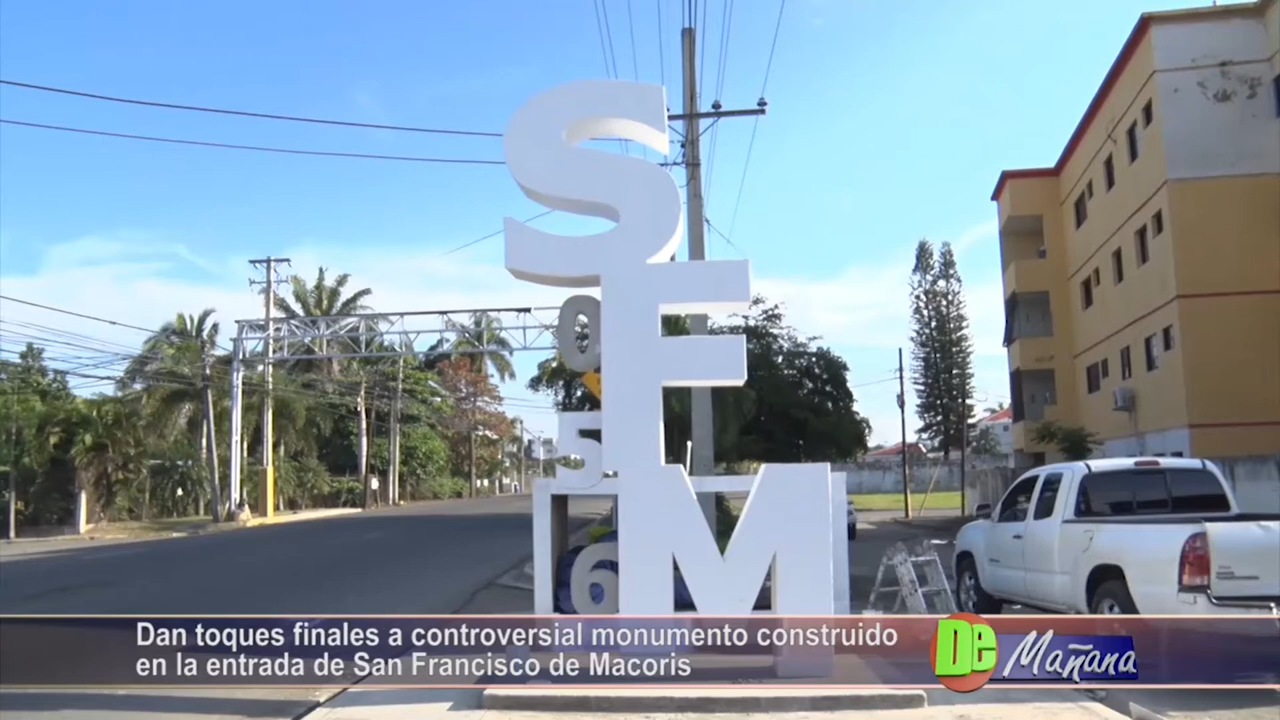 S
F
M
0
5
6
Dan toques finales a controversial monumento construido
en la entrada de San Francisco de Macoris
De Mañana